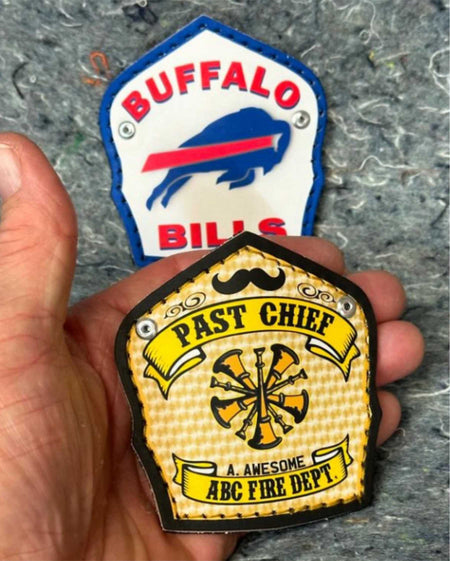 BUFFALO
BILLS
PAST CHIEF
A. AWESOME
ABC FIRE DEPT.